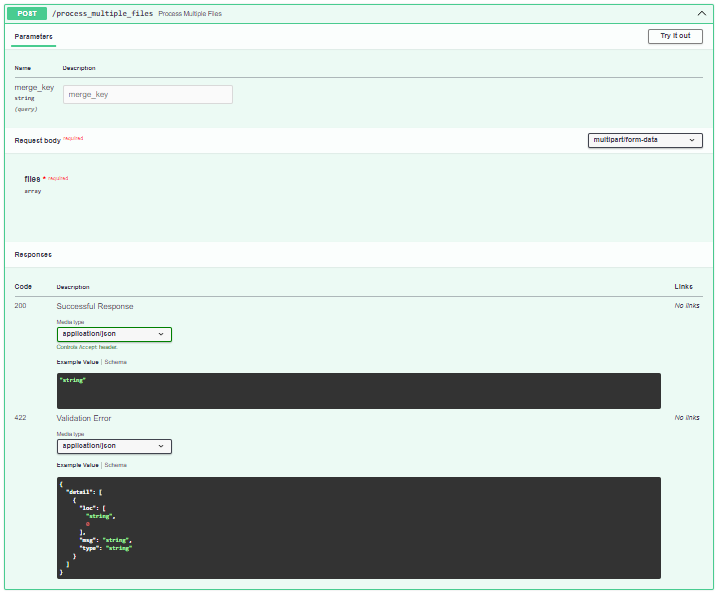 POST /process_multiple_files Process Multiple Files
Parameters
Try it out
Name Description
merge_key
string
(query)
merge_key
Request body required
multipart/form-data
files * required
array
Responses
Code Description Links
200 Successful Response No links
Media type
application/json
Controls Accept header.
Example Value | Schema
"string"
422 Validation Error No links
Media type
application/json
Example Value | Schema
{
"detail": [
{
"loc": [
"string",
0
],
"msg": "string",
"type": "string"
}
]
}